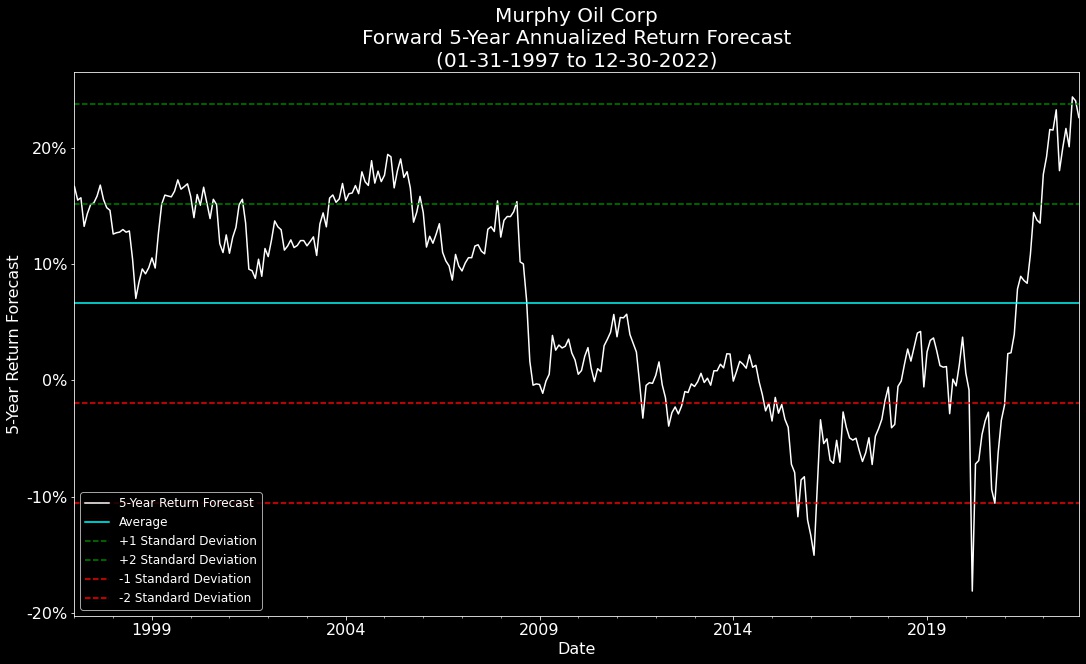 Murphy Oil Corp
Forward 5-Year Annualized Return Forecast
(01-31-1997 to 12-30-2022)
5-Year Return Forecast
20%
10%
0%
-10%
-20%
5-Year Return Forecast
Average
+1 Standard Deviation
+2 Standard Deviation
-1 Standard Deviation
-2 Standard Deviation
1999
2004
2009
2014
2019
Date